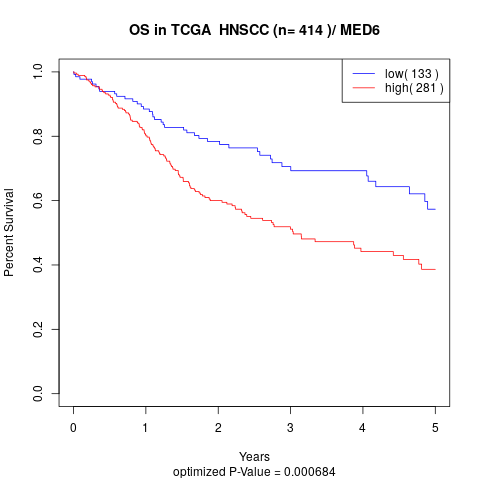 OS in TCGA  HNSCC (n= 414 )/ MED6
low( 133 )
high( 281 )
Percent Survival
1.0
0.8
0.6
0.4
0.2
0.0
0 1 2 3 4 5
Years
optimized P-Value = 0.000684